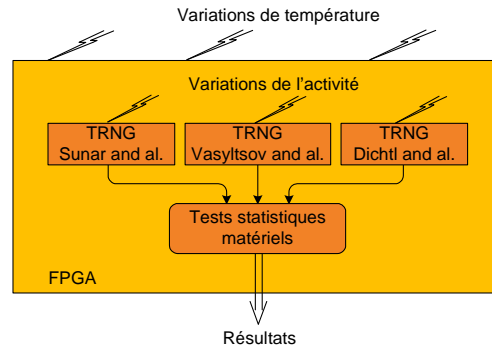 Variations de température
Variations de l'activité
TRNG
Sunar and al.
TRNG
Vasyltsov and al.
TRNG
Dichtl and al.
Tests statistiques
matériels
FPGA
Résultats